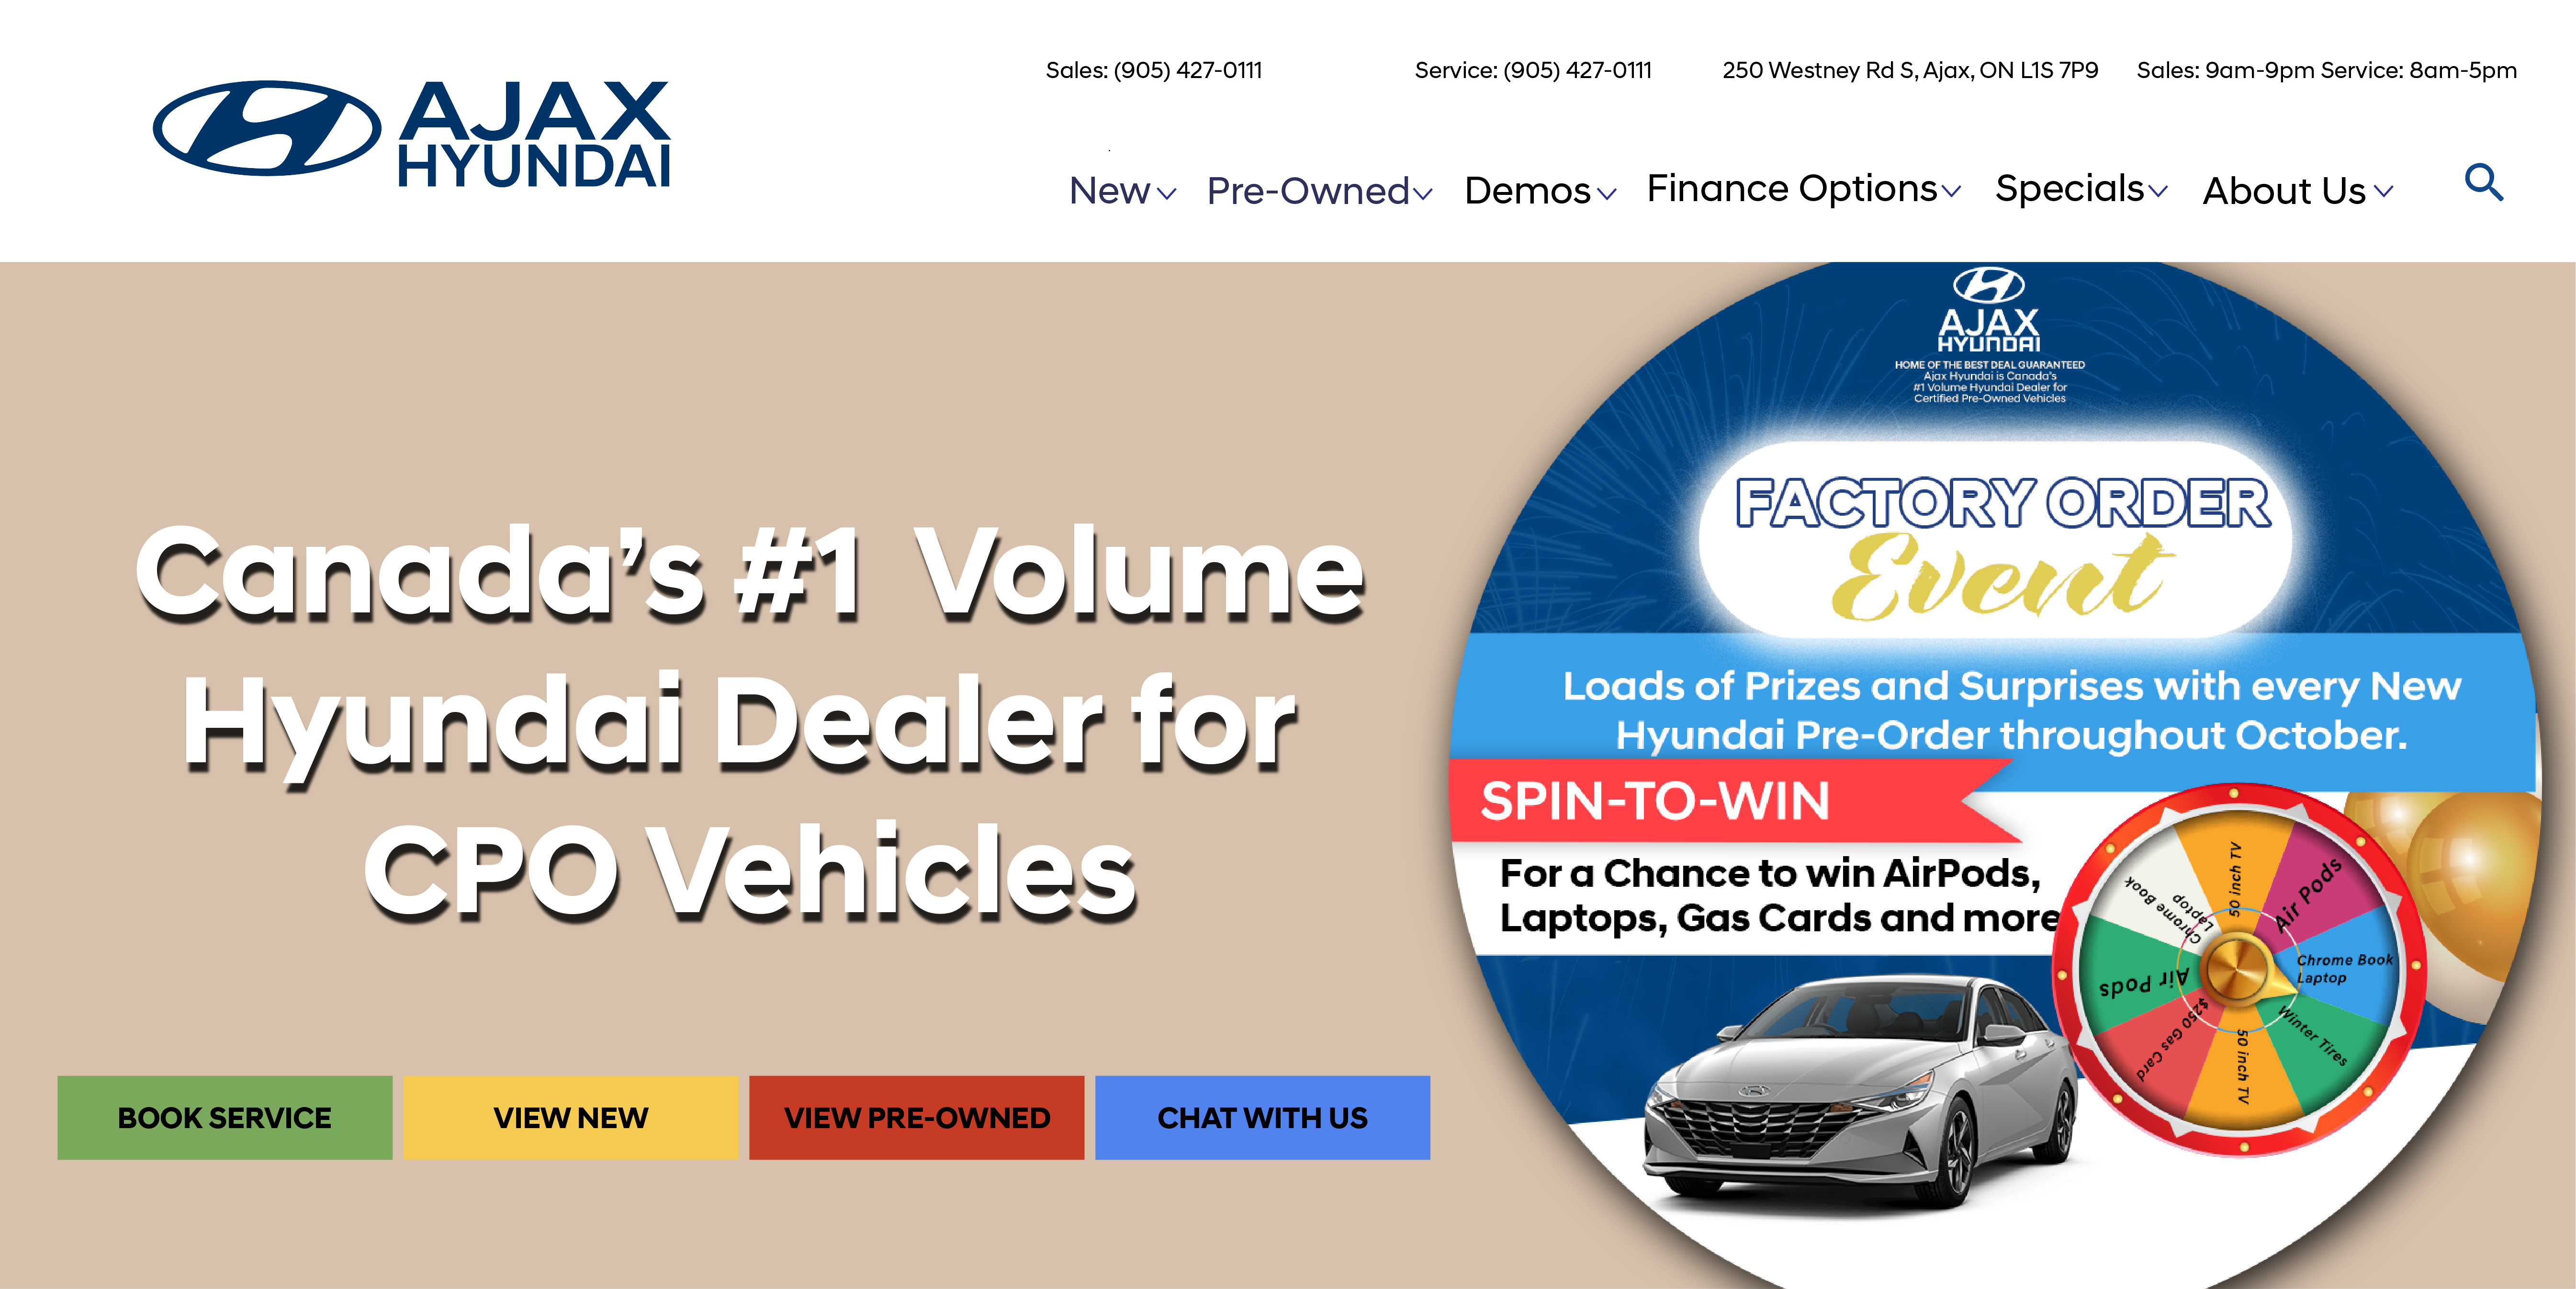 Sales: (905) 427-0111
Service: (905) 427-0111
250 Westney Rd S, Ajax, ON L1S 7P9
Sales: 9am-9pm Service: 8am-5pm
AJAX
HYUNDAI
New
Pre-Owned
Demos
Finance Options
Specials
About Us
Canada's #1 Volume
Hyundai Dealer for
CPO Vehicles
BOOK SERVICE
VIEW NEW
VIEW PRE-OWNED
CHAT WITH US
AJAX
HYUNDAI
HOME OF THE BEST DEAL GUARANTEED
Ajax Hyundai is Canada's
#1 Volume Hyundai Dealer for
Certified Pre-Owned Vehicles
FACTORY ORDER
Event
Loads of Prizes and Surprises with every New
Hyundai Pre-Order throughout October.
SPIN-TO-WIN
For a Chance to win AirPods,
Laptops, Gas Cards and more
50 inch TV
Air Pods
Chrome Book
Laptop
Winter Tires
50 inch TV
$250 Gas Card
Air Pods
Chrome Book
Laptop